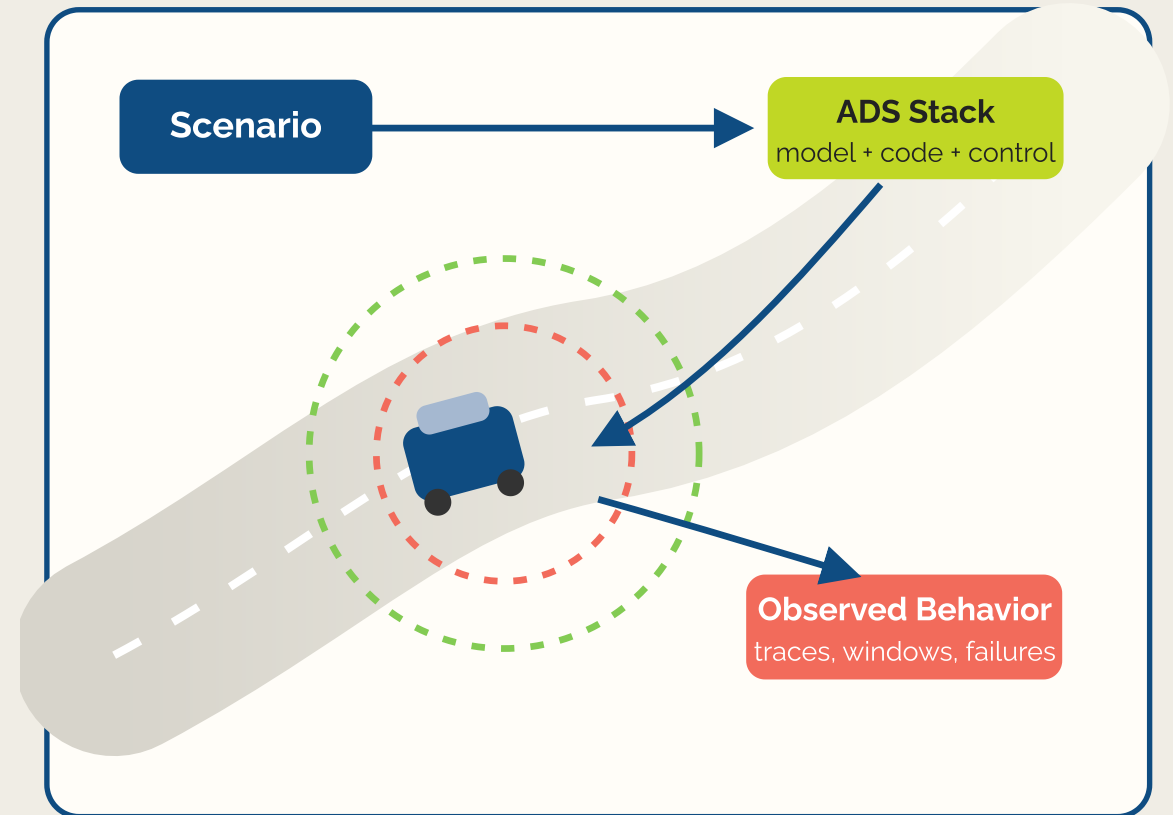 Scenario
ADS Stack
model + code + control
Observed Behavior
traces, windows, failures